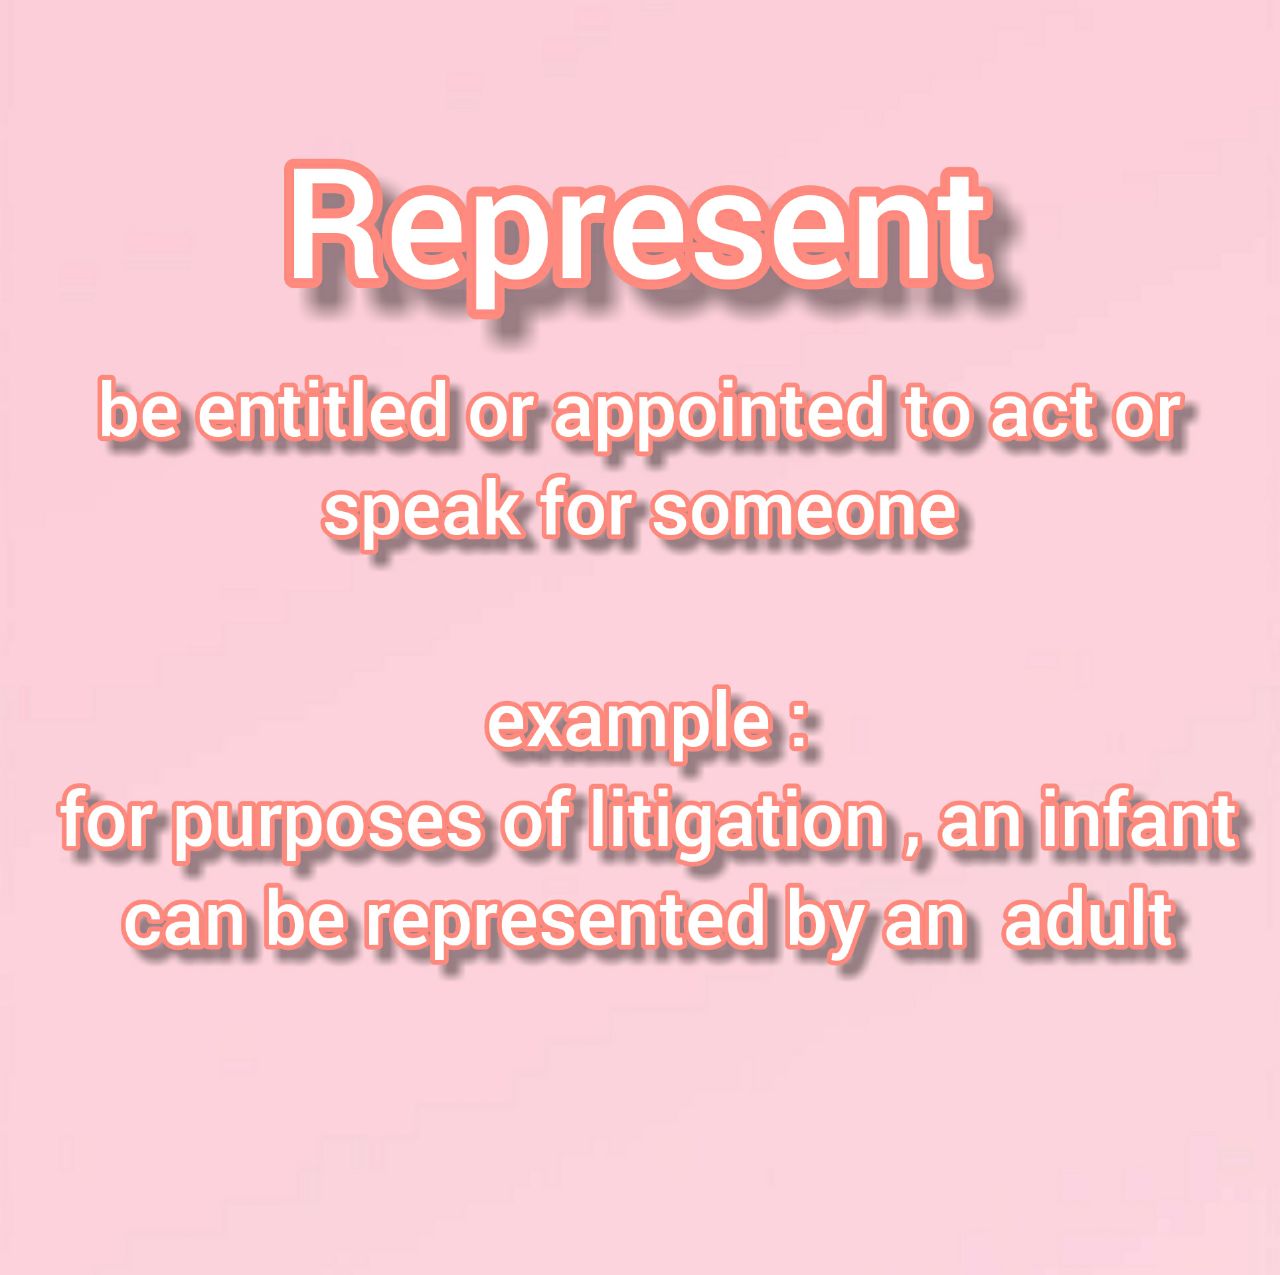 Represent
be entitled or appointed to act or
speak for someone
example :
for purposes of litigation , an infant
can be represented by an  adult